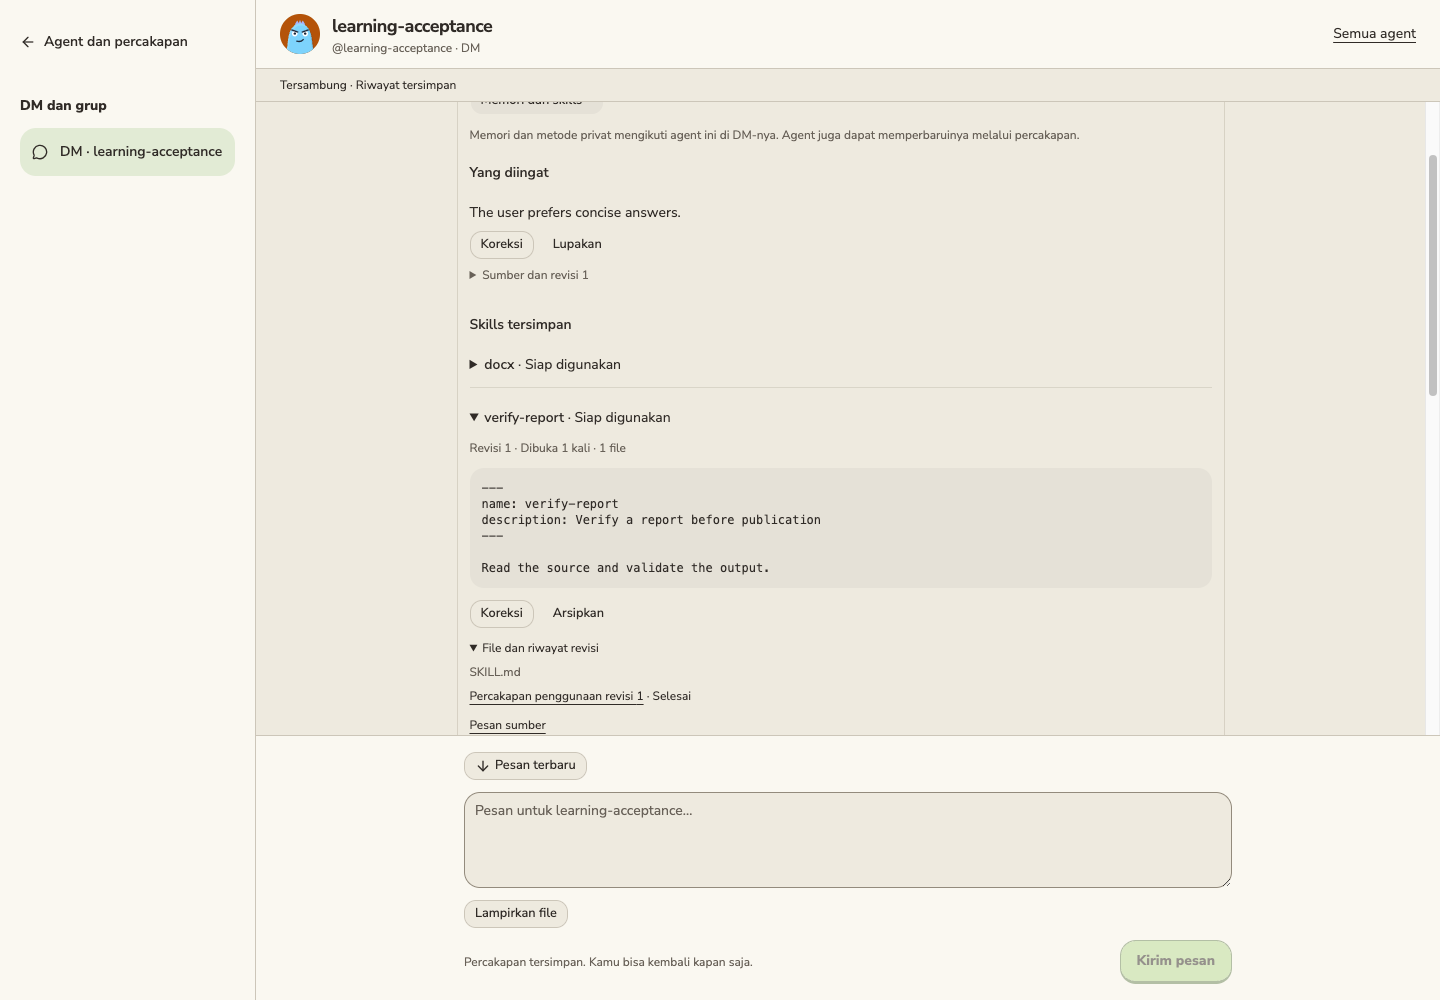 Agent dan percakapan
DM dan grup
DM · learning-acceptance
learning-acceptance
@learning-acceptance · DM
Semua agent
Tersambung · Riwayat tersimpan
Memori dan skills
Memori dan metode privat mengikuti agent ini di DM-nya. Agent juga dapat memperbaruinya melalui percakapan.
Yang diingat
The user prefers concise answers.
Koreksi
Lupakan
Sumber dan revisi 1
Skills tersimpan
docx · Siap digunakan
verify-report · Siap digunakan
Revisi 1 · Dibuka 1 kali · 1 file
---
name: verify-report
description: Verify a report before publication
---
Read the source and validate the output.
Koreksi
Arsipkan
File dan riwayat revisi
SKILL.md
Percakapan penggunaan revisi 1 · Selesai
Pesan sumber
Pesan terbaru
Pesan untuk learning-acceptance...
Lampirkan file
Percakapan tersimpan. Kamu bisa kembali kapan saja.
Kirim pesan